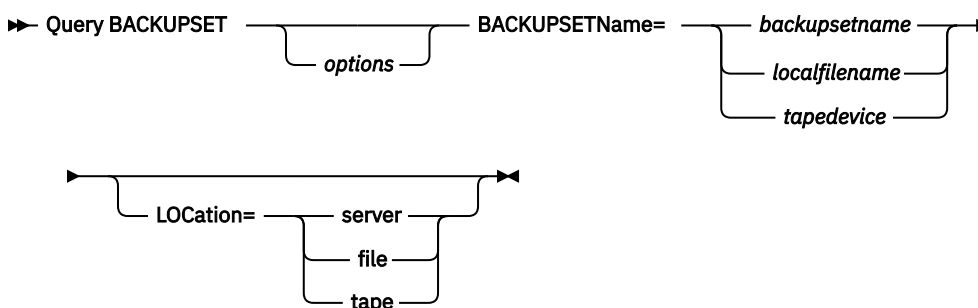 Query BACKUPSET options BACKUPSETName= backupsetname
localfilename
tapedevice
LOCation= server
file
tape